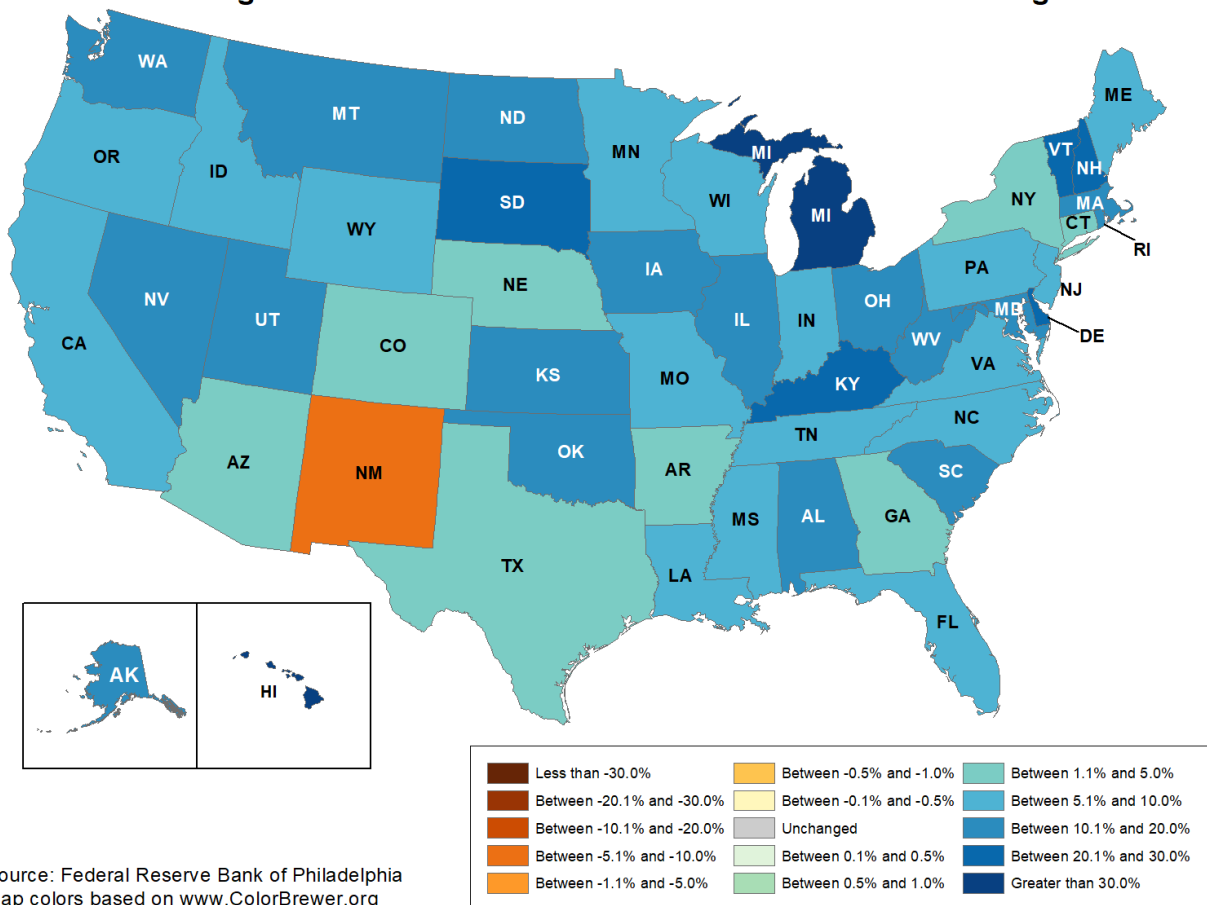 WA
MT
ND
MN
ME
OR
ID
SD
WI
MI
MI
VT
NH
NY
MA
CT
RI
WY
IA
NE
PA
NJ
NV
UT
CO
IL
IN
OH
MD
DE
CA
KS
MO
KY
WV
VA
NC
TN
AZ
NM
OK
AR
SC
MS
AL
GA
TX
LA
FL
AK
HI
Less than -30.0%
Between -20.1% and -30.0%
Between -10.1% and -20.0%
Between -5.1% and -10.0%
Between -1.1% and -5.0%
Between -0.5% and -1.0%
Between -0.1% and -0.5%
Unchanged
Between 0.1% and 0.5%
Between 0.5% and 1.0%
Between 1.1% and 5.0%
Between 5.1% and 10.0%
Between 10.1% and 20.0%
Between 20.1% and 30.0%
Greater than 30.0%
ource: Federal Reserve Bank of Philadelphia
ap colors based on www.ColorBrewer.org